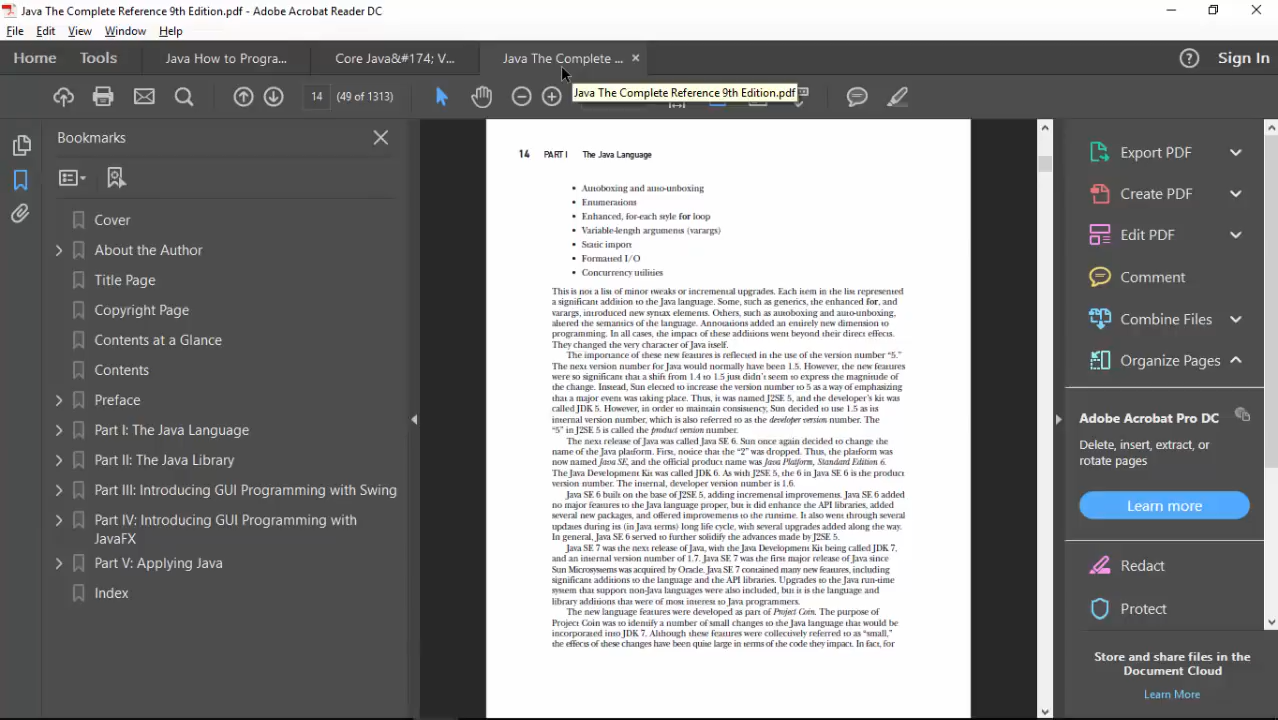 Java The Complete Reference 9th Edition.pdf - Adobe Acrobat Reader DC
File Edit View Window Help
Home Tools Java How to Progra... Core Java&#174; V... Java The Complete ... × ? Sign In
14 (49 of 1313)
Java The Complete Reference 9th Edition.pdf
Bookmarks
Cover
About the Author
Title Page
Copyright Page
Contents at a Glance
Contents
Preface
Part I: The Java Language
Part II: The Java Library
Part III: Introducing GUI Programming with Swing
Part IV: Introducing GUI Programming with
JavaFX
Part V: Applying Java
Index
14 PART I The Java Language
• Autoboxing and auto-unboxing
• Enumerations
• Enhanced, for-each style for loop
• Variable-length arguments (varargs)
• Static import
• Formatted I/O
• Concurrency utilities
This is not a list of minor tweaks or incremental upgrades. Each item in the list represented
a significant addition to the Java language. Some, such as generics, the enhanced for, and
varargs, introduced new syntax elements. Others, such as autoboxing and auto-unboxing,
altered the semantics of the language. Annotations added an entirely new dimension to
programming. In all cases, the impact of these additions went beyond their direct effects.
They changed the very character of Java itself.
The importance of these new features is reflected in the use of the version number “5.”
The next version number for Java would normally have been 1.5. However, the new features
were so significant that a shift from 1.4 to 1.5 just didn’t seem to express the magnitude of
the change. Instead, Sun elected to increase the version number to 5 as a way of emphasizing
that a major event was taking place. Thus, it was named J2SE 5, and the developer’s kit was
called JDK 5. However, in order to maintain consistency, Sun decided to use 1.5 as its
internal version number, which is also referred to as the developer version number. The
“5” in J2SE 5 is called the product version number.
The next release of Java was called Java SE 6. Sun once again decided to change the
name of the Java platform. First, notice that the “2” was dropped. Thus, the platform was
now named Java SE, and the official product name was Java Platform, Standard Edition 6.
The Java Development Kit was called JDK 6. As with J2SE 5, the 6 in Java SE 6 is the product
version number. The internal, developer version number is 1.6.
Java SE 6 built on the base of J2SE 5, adding incremental improvements. Java SE 6 added
no major features to the Java language proper, but it did enhance the API libraries, added
several new packages, and offered improvements to the runtime. It also went through several
updates during its (in Java terms) long life cycle, with several upgrades added along the way.
In general, Java SE 6 served to further solidify the advances made by J2SE 5.
Java SE 7 was the next release of Java, with the Java Development Kit being called JDK 7,
and an internal version number of 1.7. Java SE 7 was the first major release of Java since
Sun Microsystems was acquired by Oracle. Java SE 7 contained many new features, including
significant additions to the language and the API libraries. Upgrades to the Java run-time
system that support non-Java languages were also included, but it is the language and
library additions that were of most interest to Java programmers.
The new language features were developed as part of Project Coin. The purpose of
Project Coin was to identify a number of small changes to the Java language that would be
incorporated into JDK 7. Although these features were collectively referred to as “small,”
the effects of these changes have been quite large in terms of the code they impact. In fact, for
Export PDF
Create PDF
Edit PDF
Comment
Combine Files
Organize Pages
Adobe Acrobat Pro DC
Delete, insert, extract, or
rotate pages
Learn more
Redact
Protect
Store and share files in the
Document Cloud
Learn More